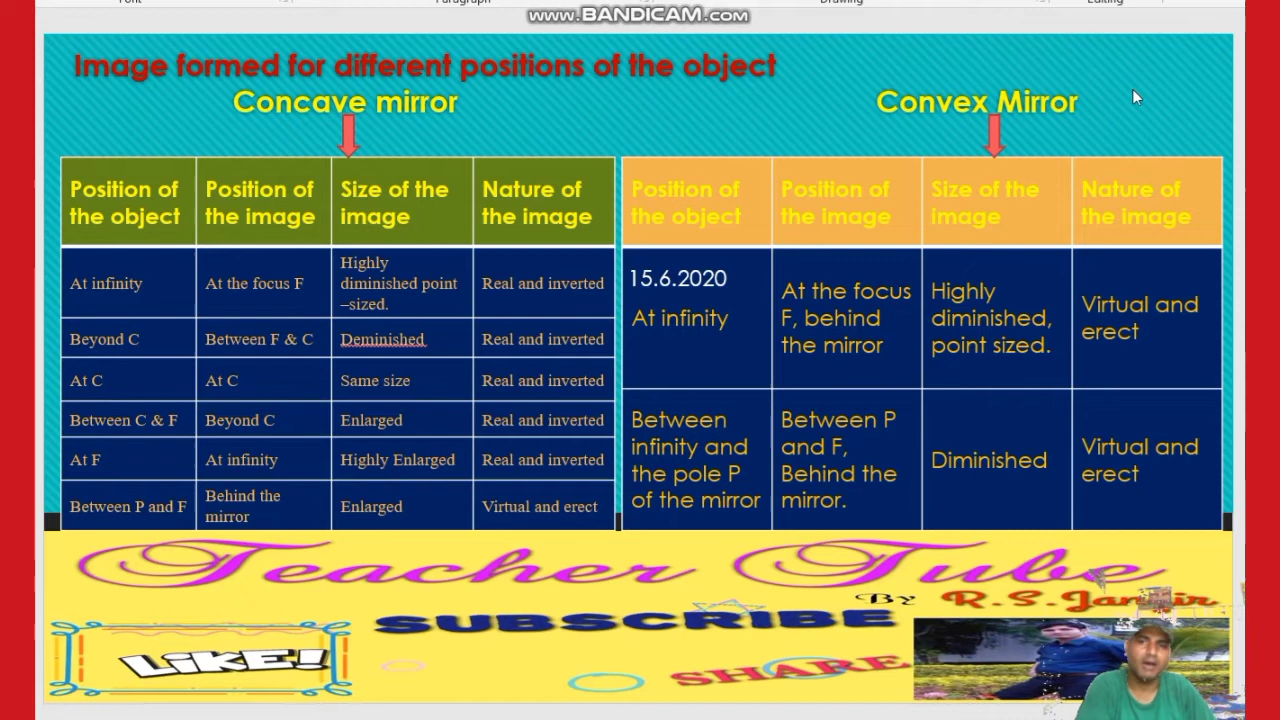 Font
Paragraph
Drawing
Editing
www.BANDICAM.com
Image formed for different positions of the object
Concave mirror
Convex Mirror
Position of the object
Position of the image
Size of the image
Nature of the image
At infinity
At the focus F
Highly diminished point –sized.
Real and inverted
Beyond C
Between F & C
Deminished
Real and inverted
At C
At C
Same size
Real and inverted
Between C & F
Beyond C
Enlarged
Real and inverted
At F
At infinity
Highly Enlarged
Real and inverted
Between P and F
Behind the mirror
Enlarged
Virtual and erect
Position of the object
Position of the image
Size of the image
Nature of the image
15.6.2020
At infinity
At the focus F, behind the mirror
Highly diminished, point sized.
Virtual and erect
Between infinity and the pole P of the mirror
Between P and F, Behind the mirror.
Diminished
Virtual and erect
Teacher Tube
By R.S.
SUBSCRIBE
LiKE!
SHARE